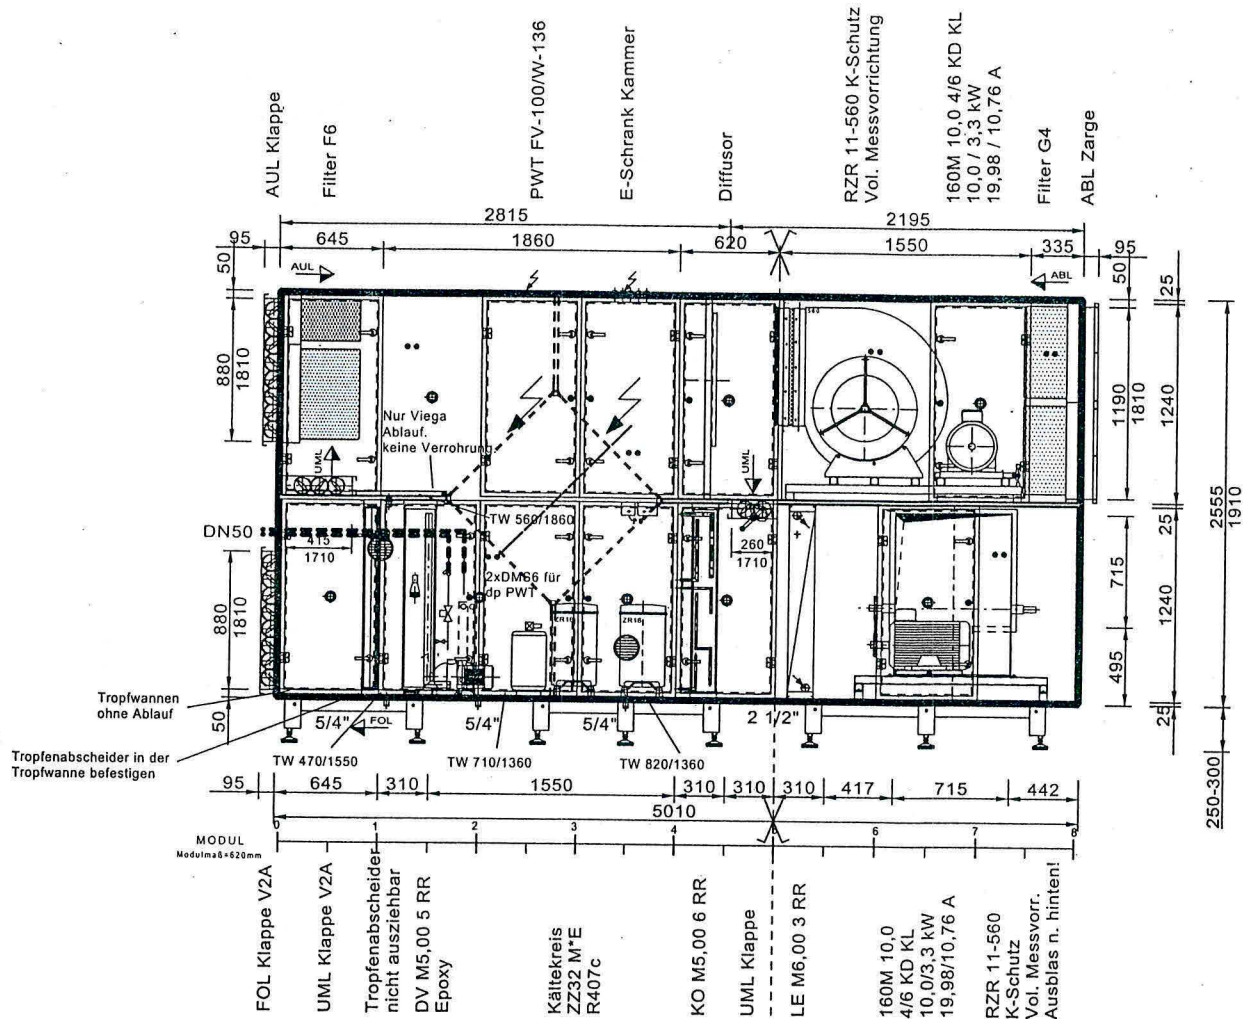 AUL Klappe
Filter F6
PWT FV-100/W-136
E-Schrank Kammer
Diffusor
RZR 11-560 K-Schutz
Vol. Messvorrichtung
160M 10,0 4/6 KD KL
10,0 / 3,3 kW
19,98 / 10,76 A
Filter G4
ABL Zarge
2815
2195
95
645
1860
620
1550
335
95
50
AUL
ABL
50
25
880
1810
Nur Viega
Ablauf.
keine Verrohrung
UML
UML
1190
1810
1240
2555
1910
DN50
415
1710
TW 560/1860
260
1710
2xDMS6 für
dp PWT
ZR16
ZR16
880
1810
715
495
25
1240
25
250-300
Tropfwannen
ohne Ablauf
50
5/4"
FOL
5/4"
5/4"
2 1/2"
Tropfenabscheider in der
Tropfwanne befestigen
TW 470/1550
TW 710/1360
TW 820/1360
95
645
310
1550
310
310
310
417
715
442
5010
MODUL
Modulmaß=620mm
0 1 2 3 4 5 6 7 8
FOL Klappe V2A
UML Klappe V2A
Tropfenabscheider
nicht ausziehbar
DV M5,00 5 RR
Epoxy
Kältekreis
ZZ32 M*E
R407c
KO M5,00 6 RR
UML Klappe
LE M6,00 3 RR
160M 10,0
4/6 KD KL
10,0/3,3 kW
19,98/10,76 A
RZR 11-560
K-Schutz
Vol. Messvorr.
Ausblas n. hinten!